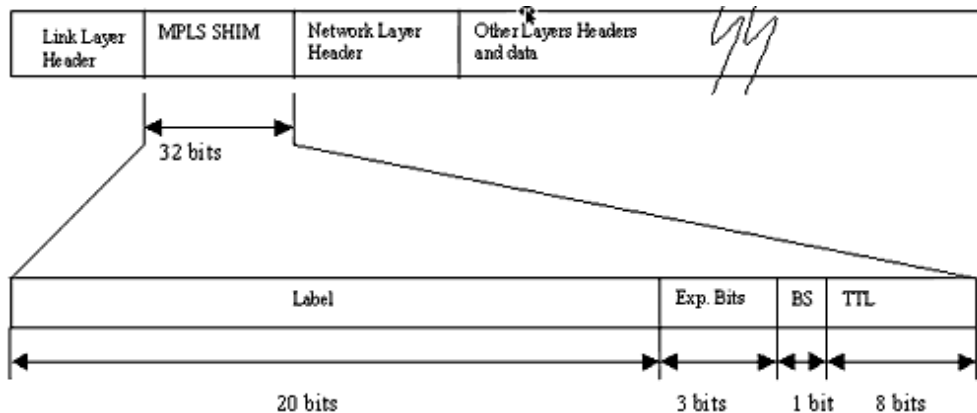 Link Layer
Header
MPLS SHIM
Network Layer
Header
Other Layers Headers
and data
32 bits
Label
Exp. Bits
BS
TTL
20 bits
3 bits
1 bit
8 bits